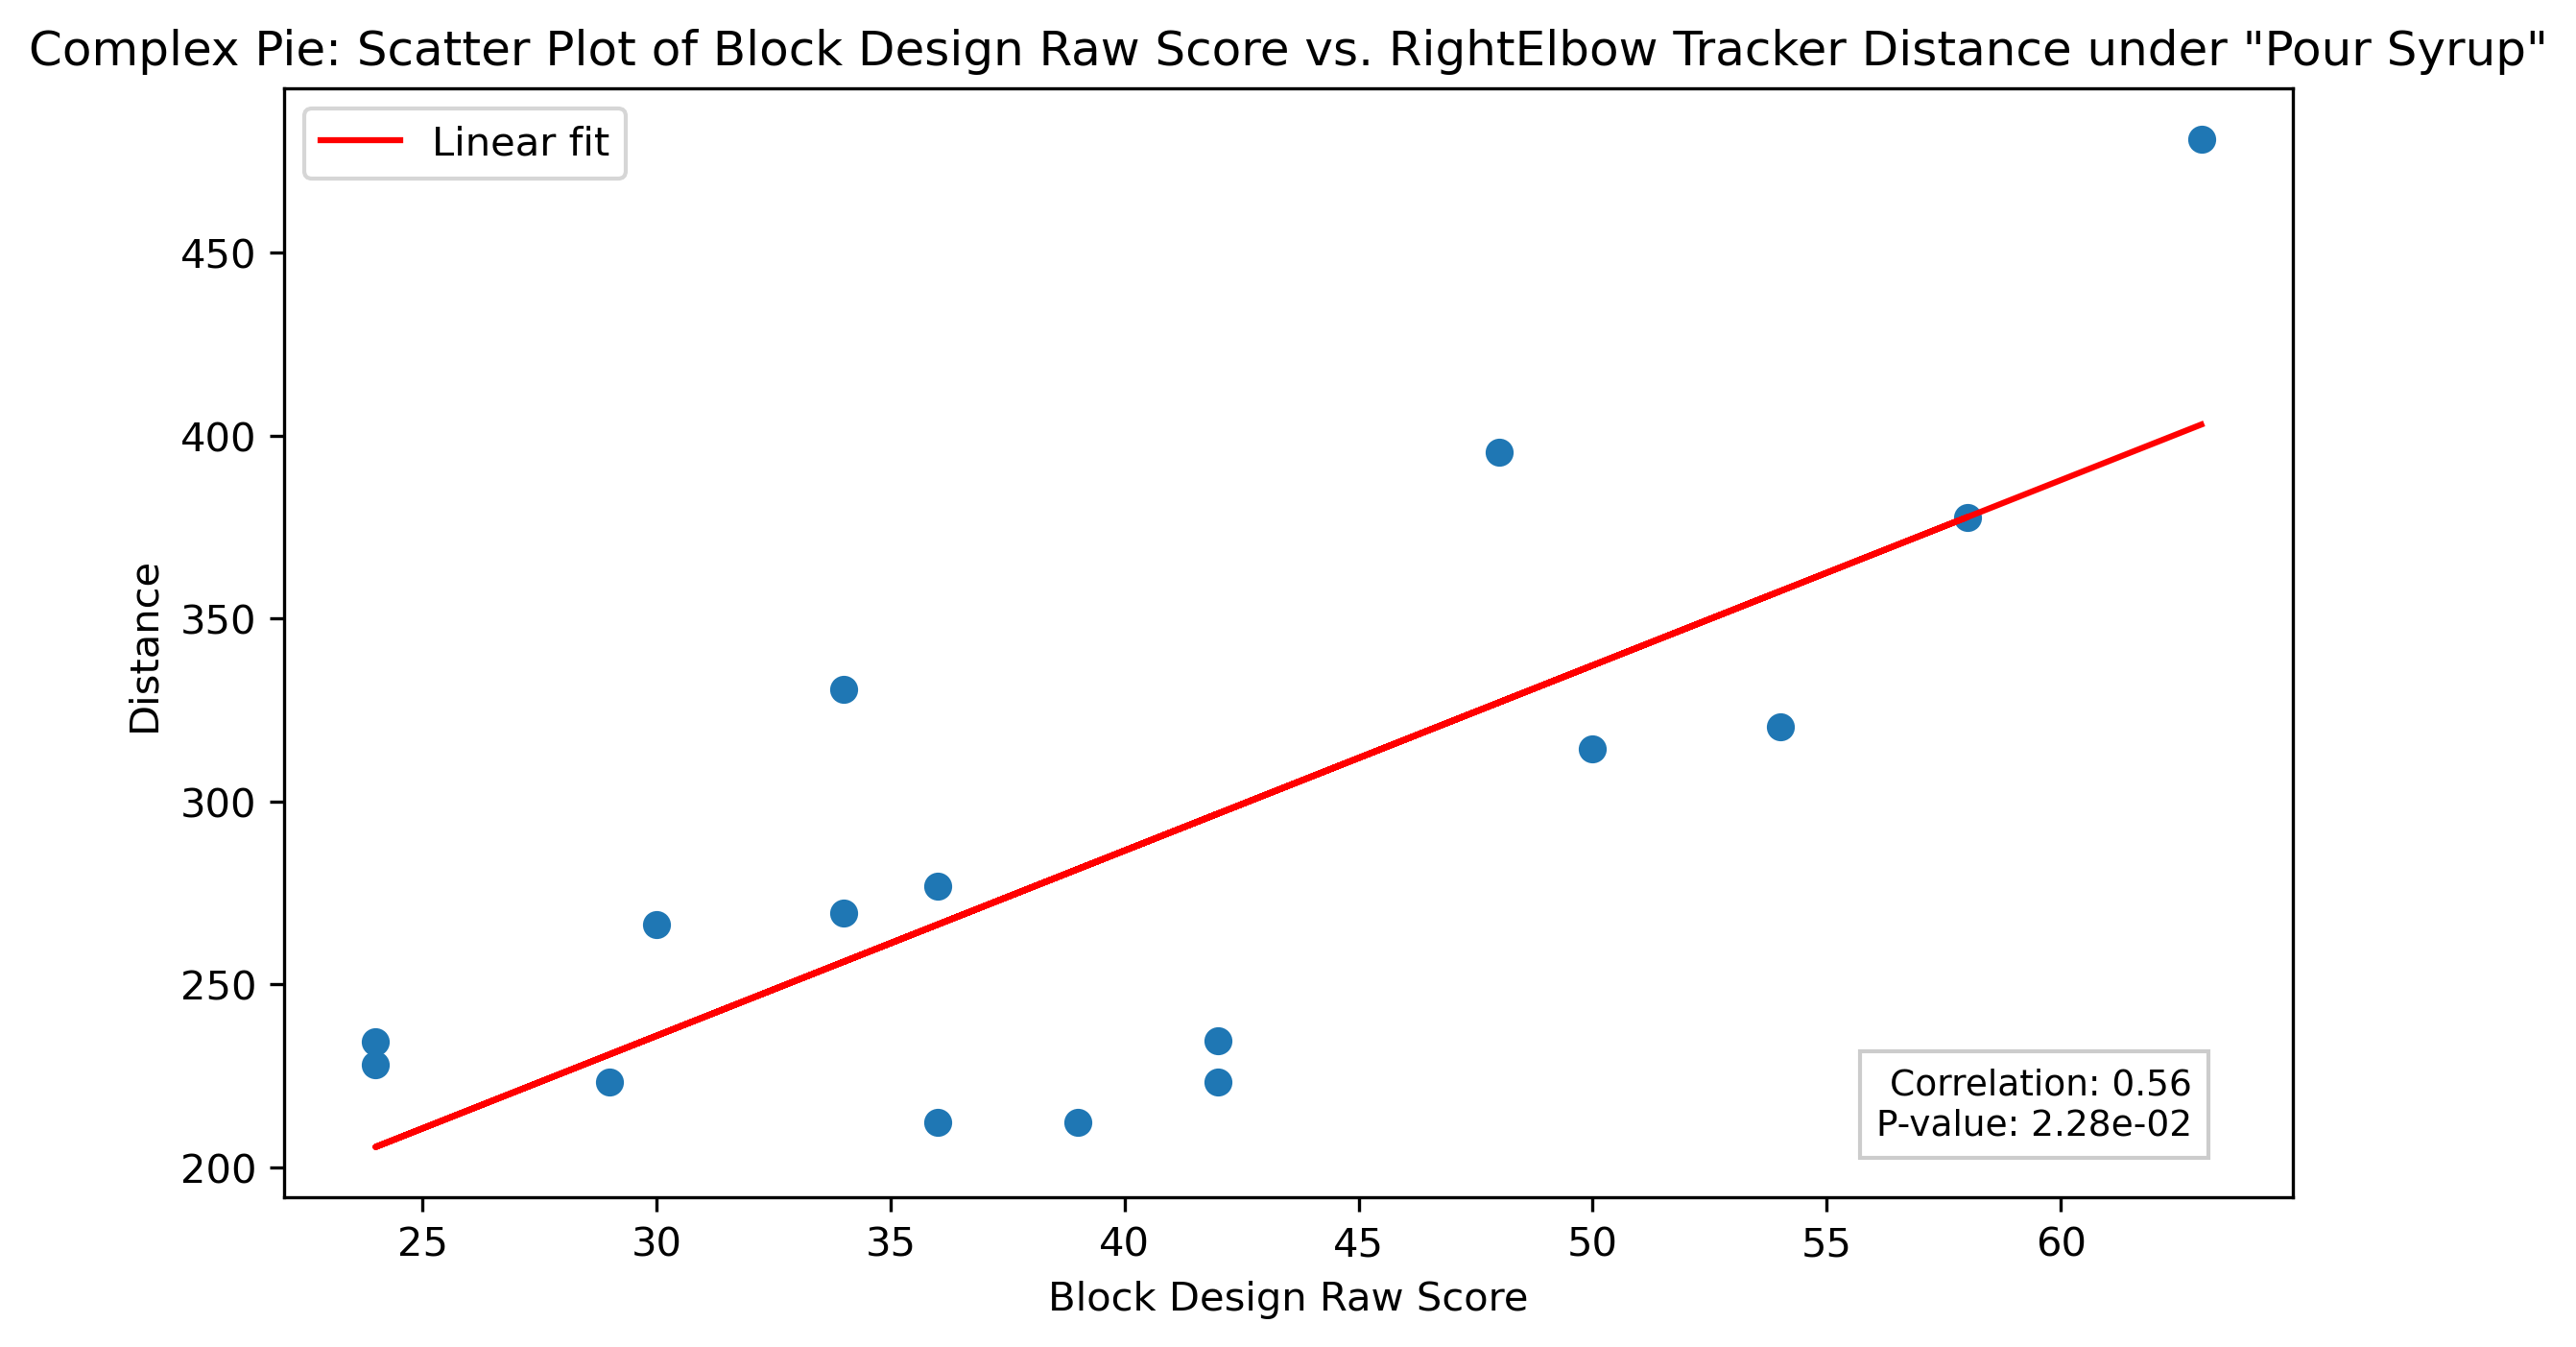 Complex Pie: Scatter Plot of Block Design Raw Score vs. RightElbow Tracker Distance under "Pour Syrup"
Linear fit
450
400
350
300
250
200
Distance
Correlation: 0.56
P-value: 2.28e-02
25 30 35 40 45 50 55 60
Block Design Raw Score